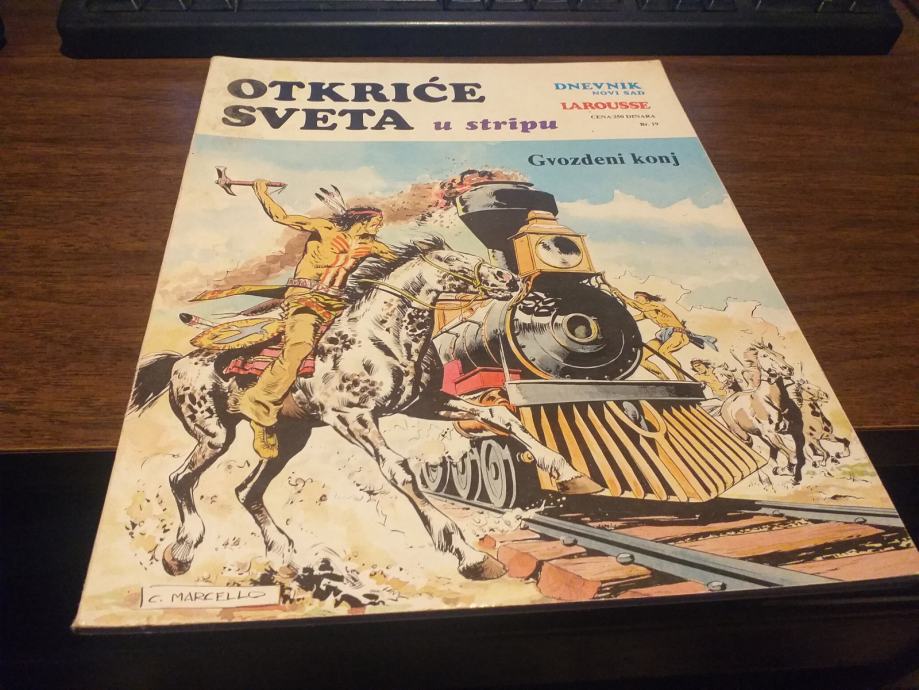 OTKRIĆE
SVETA u stripu
DNEVNIK
NOVI SAD
LAROUSSE
CENA 250 DINARA
Br. 19
Gvozdeni konj
C. MARCELLO